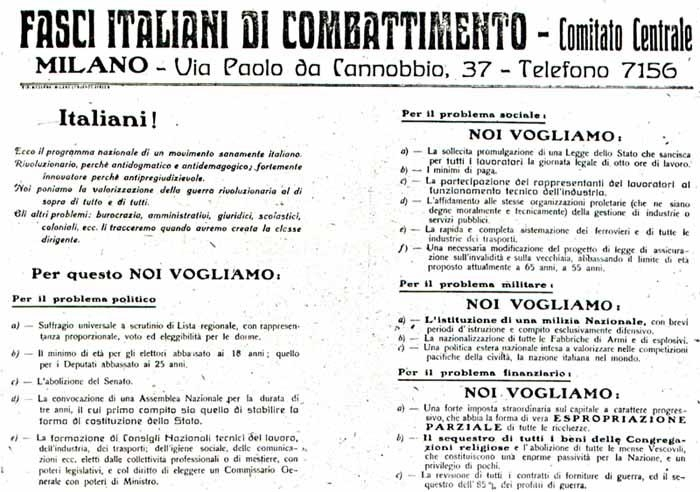 FASCI ITALIANI DI COMBATTIMENTO - Comitato Centrale
MILANO - Via Paolo da Cannobbio, 37 - Telefono 7156
Italiani!
Ecco il programma nazionale di un movimento sanamente italiano.
Rivoluzionario, perchè antidogmatico e antidemagogico; fortemente
innovatore perchè antipregiudizievole.
Noi poniamo la valorizzazione della guerra rivoluzionaria al di
sopra di tutto e di tutti.
Gli altri problemi: burocrazia, amministrativi, giuridici, scolastici,
coloniali, ecc. li tracceremo quando avremo creata la classe
dirigente.
Per questo NOI VOGLIAMO:
Per il problema politico
a) — Suffragio universale a scrutinio di Lista regionale, con rappresen-
tanza proporzionale, voto ed eleggibilità per le donne.
b) — Il minimo di età per gli elettori abbassato ai 18 anni; quello
per i Deputati abbassato ai 25 anni.
c) — L'abolizione del Senato.
d) — La convocazione di una Assemblea Nazionale per la durata di
tre anni, il cui primo compito sia quello di stabilire la
forma di costituzione dello Stato.
e) — La formazione di Consigli Nazionali tecnici del lavoro,
dell'industria, dei trasporti, dell'igiene sociale, delle comunica-
zioni ecc. eletti dalle collettività professionali o di mestiere, con
poteri legislativi, e col diritto di eleggere un Commissario Ge-
nerale con poteri di Ministro.
Per il problema sociale:
NOI VOGLIAMO:
a) — La sollecita promulgazione di una Legge dello Stato che sancisca
per tutti i lavoratori la giornata legale di otto ore di lavoro.
b) — I minimi di paga.
c) — La partecipazione dei rappresentanti dei lavoratori al
funzionamento tecnico dell'industria.
d) — L'affidamento alle stesse organizzazioni proletarie (che ne siano
degne moralmente e tecnicamente) della gestione di industrie o
servizi pubblici.
e) — La rapida e completa sistemazione dei ferrovieri e di tutte le
industrie dei trasporti.
f) — Una necessaria modificazione del progetto di legge di assicura-
zione sull'invalidità e sulla vecchiaia, abbassando il limite di età
proposto attualmente a 65 anni, a 55 anni.
Per il problema militare:
NOI VOGLIAMO:
a) — L'istituzione di una milizia Nazionale, con brevi
periodi d'istruzione e compito esclusivamente difensivo.
b) — La nazionalizzazione di tutte le Fabbriche di Armi e di esplosivi.
c) — Una politica estera nazionale intesa a valorizzare nelle competizioni
pacifiche della civiltà, la nazione italiana nel mondo.
Per il problema finanziario:
NOI VOGLIAMO:
a) — Una forte imposta straordinaria sul capitale a carattere progres-
sivo, che abbia la forma di vera ESPROPRIAZIONE
PARZIALE di tutte le ricchezze.
b) — Il sequestro di tutti i beni delle Congrega-
zioni religiose e l'abolizione di tutte le mense Vescovili,
che costituiscono una enorme passività per la Nazione, e un
privilegio di pochi.
c) — La revisione di tutti i contratti di forniture di guerra, ed il se-
questro dell'85% dei profitti di guerra.